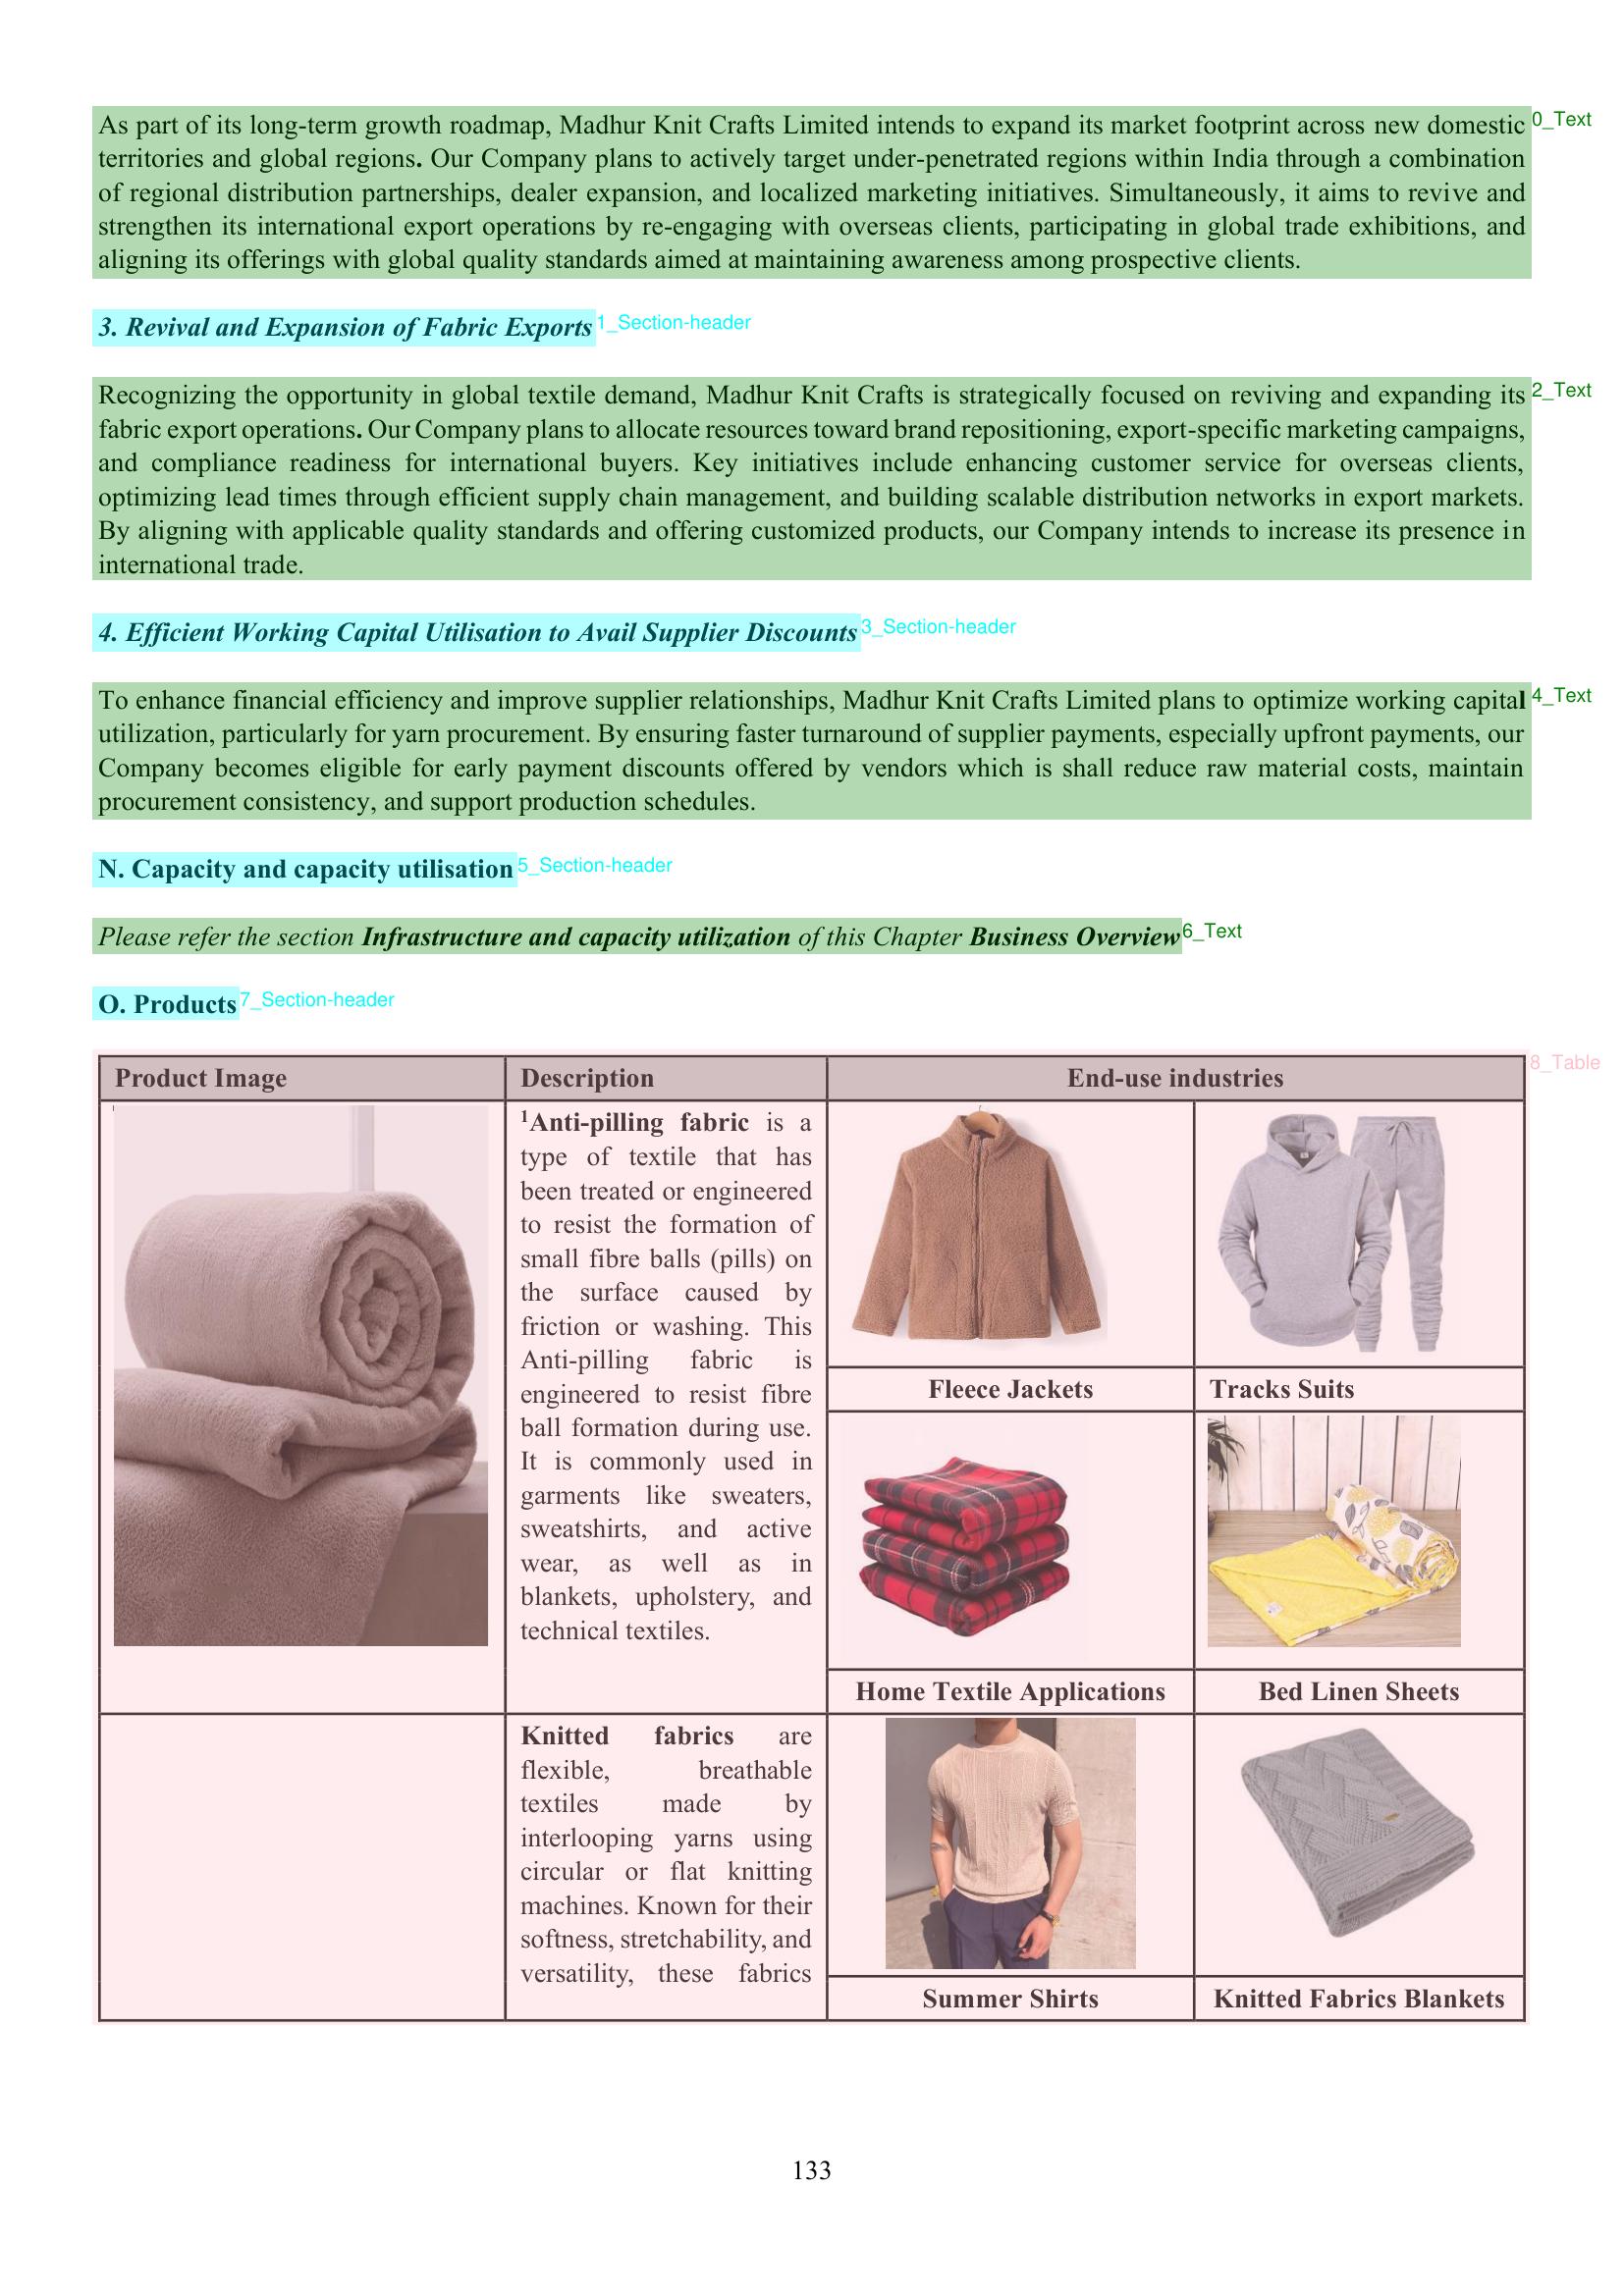 As part of its long-term growth roadmap, Madhur Knit Crafts Limited intends to expand its market footprint across new domestic 0_Text
territories and global regions. Our Company plans to actively target under-penetrated regions within India through a combination
of regional distribution partnerships, dealer expansion, and localized marketing initiatives. Simultaneously, it aims to revive and
strengthen its international export operations by re-engaging with overseas clients, participating in global trade exhibitions, and
aligning its offerings with global quality standards aimed at maintaining awareness among prospective clients.
3. Revival and Expansion of Fabric Exports 1_Section-header
Recognizing the opportunity in global textile demand, Madhur Knit Crafts is strategically focused on reviving and expanding its 2_Text
fabric export operations. Our Company plans to allocate resources toward brand repositioning, export-specific marketing campaigns,
and compliance readiness for international buyers. Key initiatives include enhancing customer service for overseas clients,
optimizing lead times through efficient supply chain management, and building scalable distribution networks in export markets.
By aligning with applicable quality standards and offering customized products, our Company intends to increase its presence in
international trade.
4. Efficient Working Capital Utilisation to Avail Supplier Discounts 3_Section-header
To enhance financial efficiency and improve supplier relationships, Madhur Knit Crafts Limited plans to optimize working capital 4_Text
utilization, particularly for yarn procurement. By ensuring faster turnaround of supplier payments, especially upfront payments, our
Company becomes eligible for early payment discounts offered by vendors which is shall reduce raw material costs, maintain
procurement consistency, and support production schedules.
N. Capacity and capacity utilisation 5_Section-header
Please refer the section Infrastructure and capacity utilization of this Chapter Business Overview 6_Text
O. Products 7_Section-header
8_Table
Product Image Description End-use industries
¹Anti-pilling fabric is a
type of textile that has
been treated or engineered
to resist the formation of
small fibre balls (pills) on
the surface caused by
friction or washing. This
Anti-pilling fabric is
engineered to resist fibre
ball formation during use.
It is commonly used in
garments like sweaters,
sweatshirts, and active
wear, as well as in
blankets, upholstery, and
technical textiles.
Fleece Jackets Tracks Suits
Home Textile Applications Bed Linen Sheets
Knitted fabrics are
flexible, breathable
textiles made by
interlooping yarns using
circular or flat knitting
machines. Known for their
softness, stretchability, and
versatility, these fabrics
Summer Shirts Knitted Fabrics Blankets
133